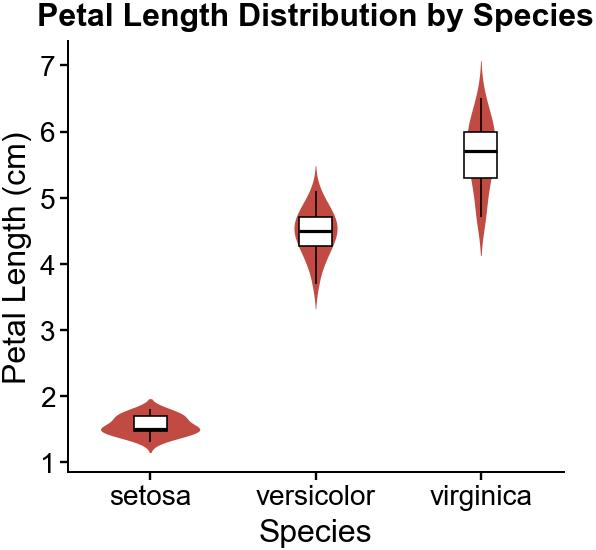 Petal Length Distribution by Species
Petal Length (cm)
7
6
5
4
3
2
1
setosa versicolor virginica
Species